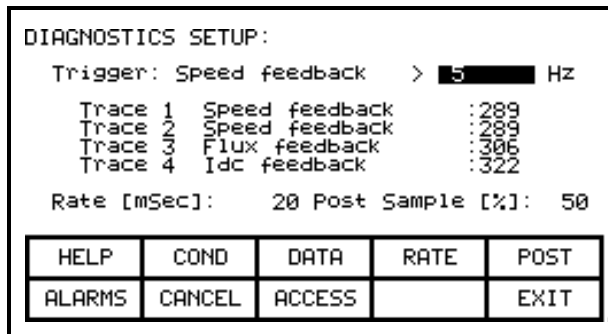 DIAGNOSTICS SETUP:
Trigger: Speed feedback > 5 Hz
Trace 1 Speed feedback :289
Trace 2 Speed feedback :289
Trace 3 Flux feedback :306
Trace 4 Idc feedback :322
Rate [mSec]: 20 Post Sample [%]: 50
HELP COND DATA RATE POST
ALARMS CANCEL ACCESS EXIT